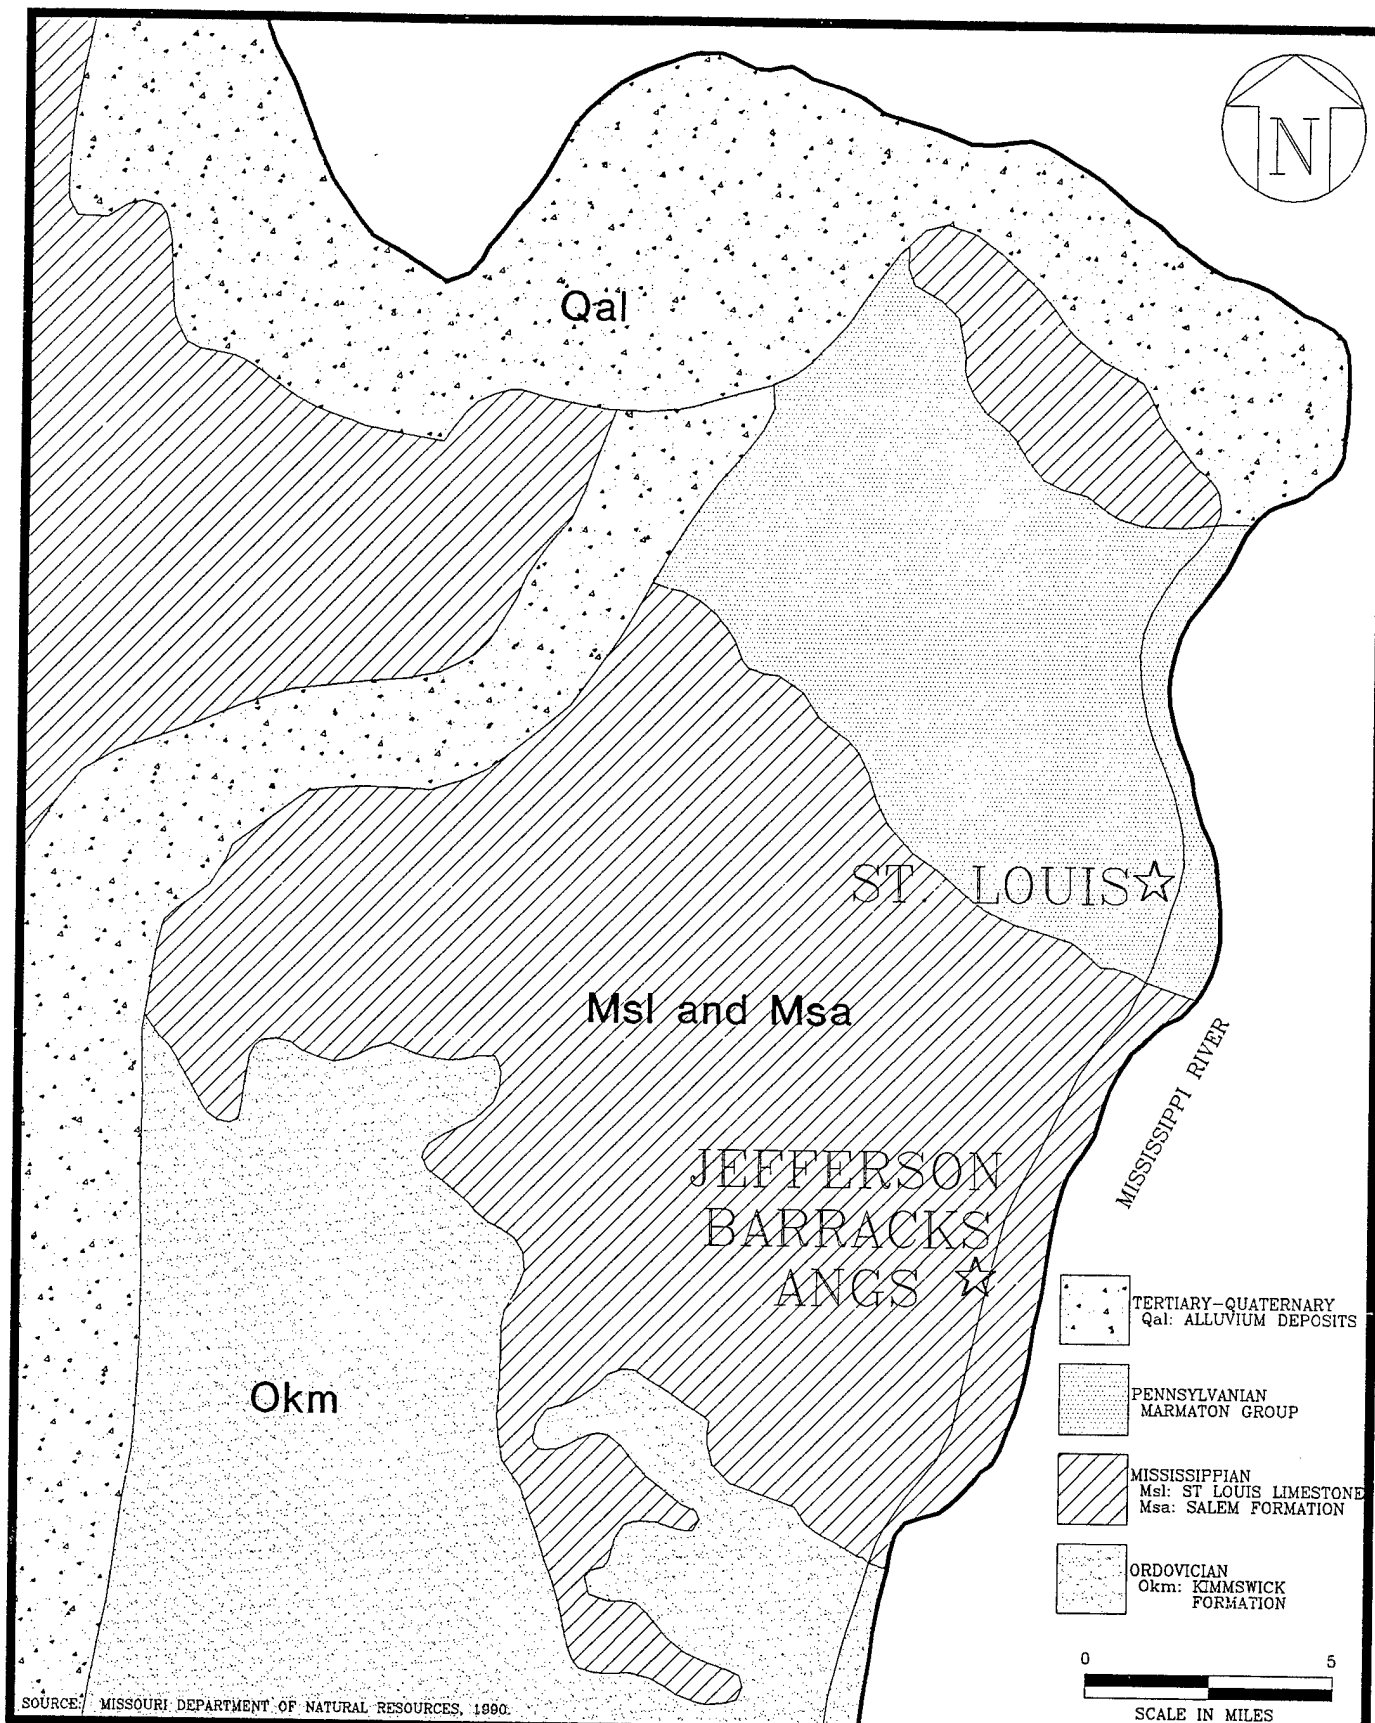 N
Qal
ST LOUIS
Msl and Msa
MISSISSIPPI RIVER
JEFFERSON
BARRACKS
ANGS
Okm
TERTIARY-QUATERNARY
Qal: ALLUVIUM DEPOSITS
PENNSYLVANIAN
MARMATON GROUP
MISSISSIPPIAN
Msl: ST LOUIS LIMESTONE
Msa: SALEM FORMATION
ORDOVICIAN
Okm: KIMMSWICK
FORMATION
0 5
SCALE IN MILES
SOURCE: MISSOURI DEPARTMENT OF NATURAL RESOURCES, 1990.